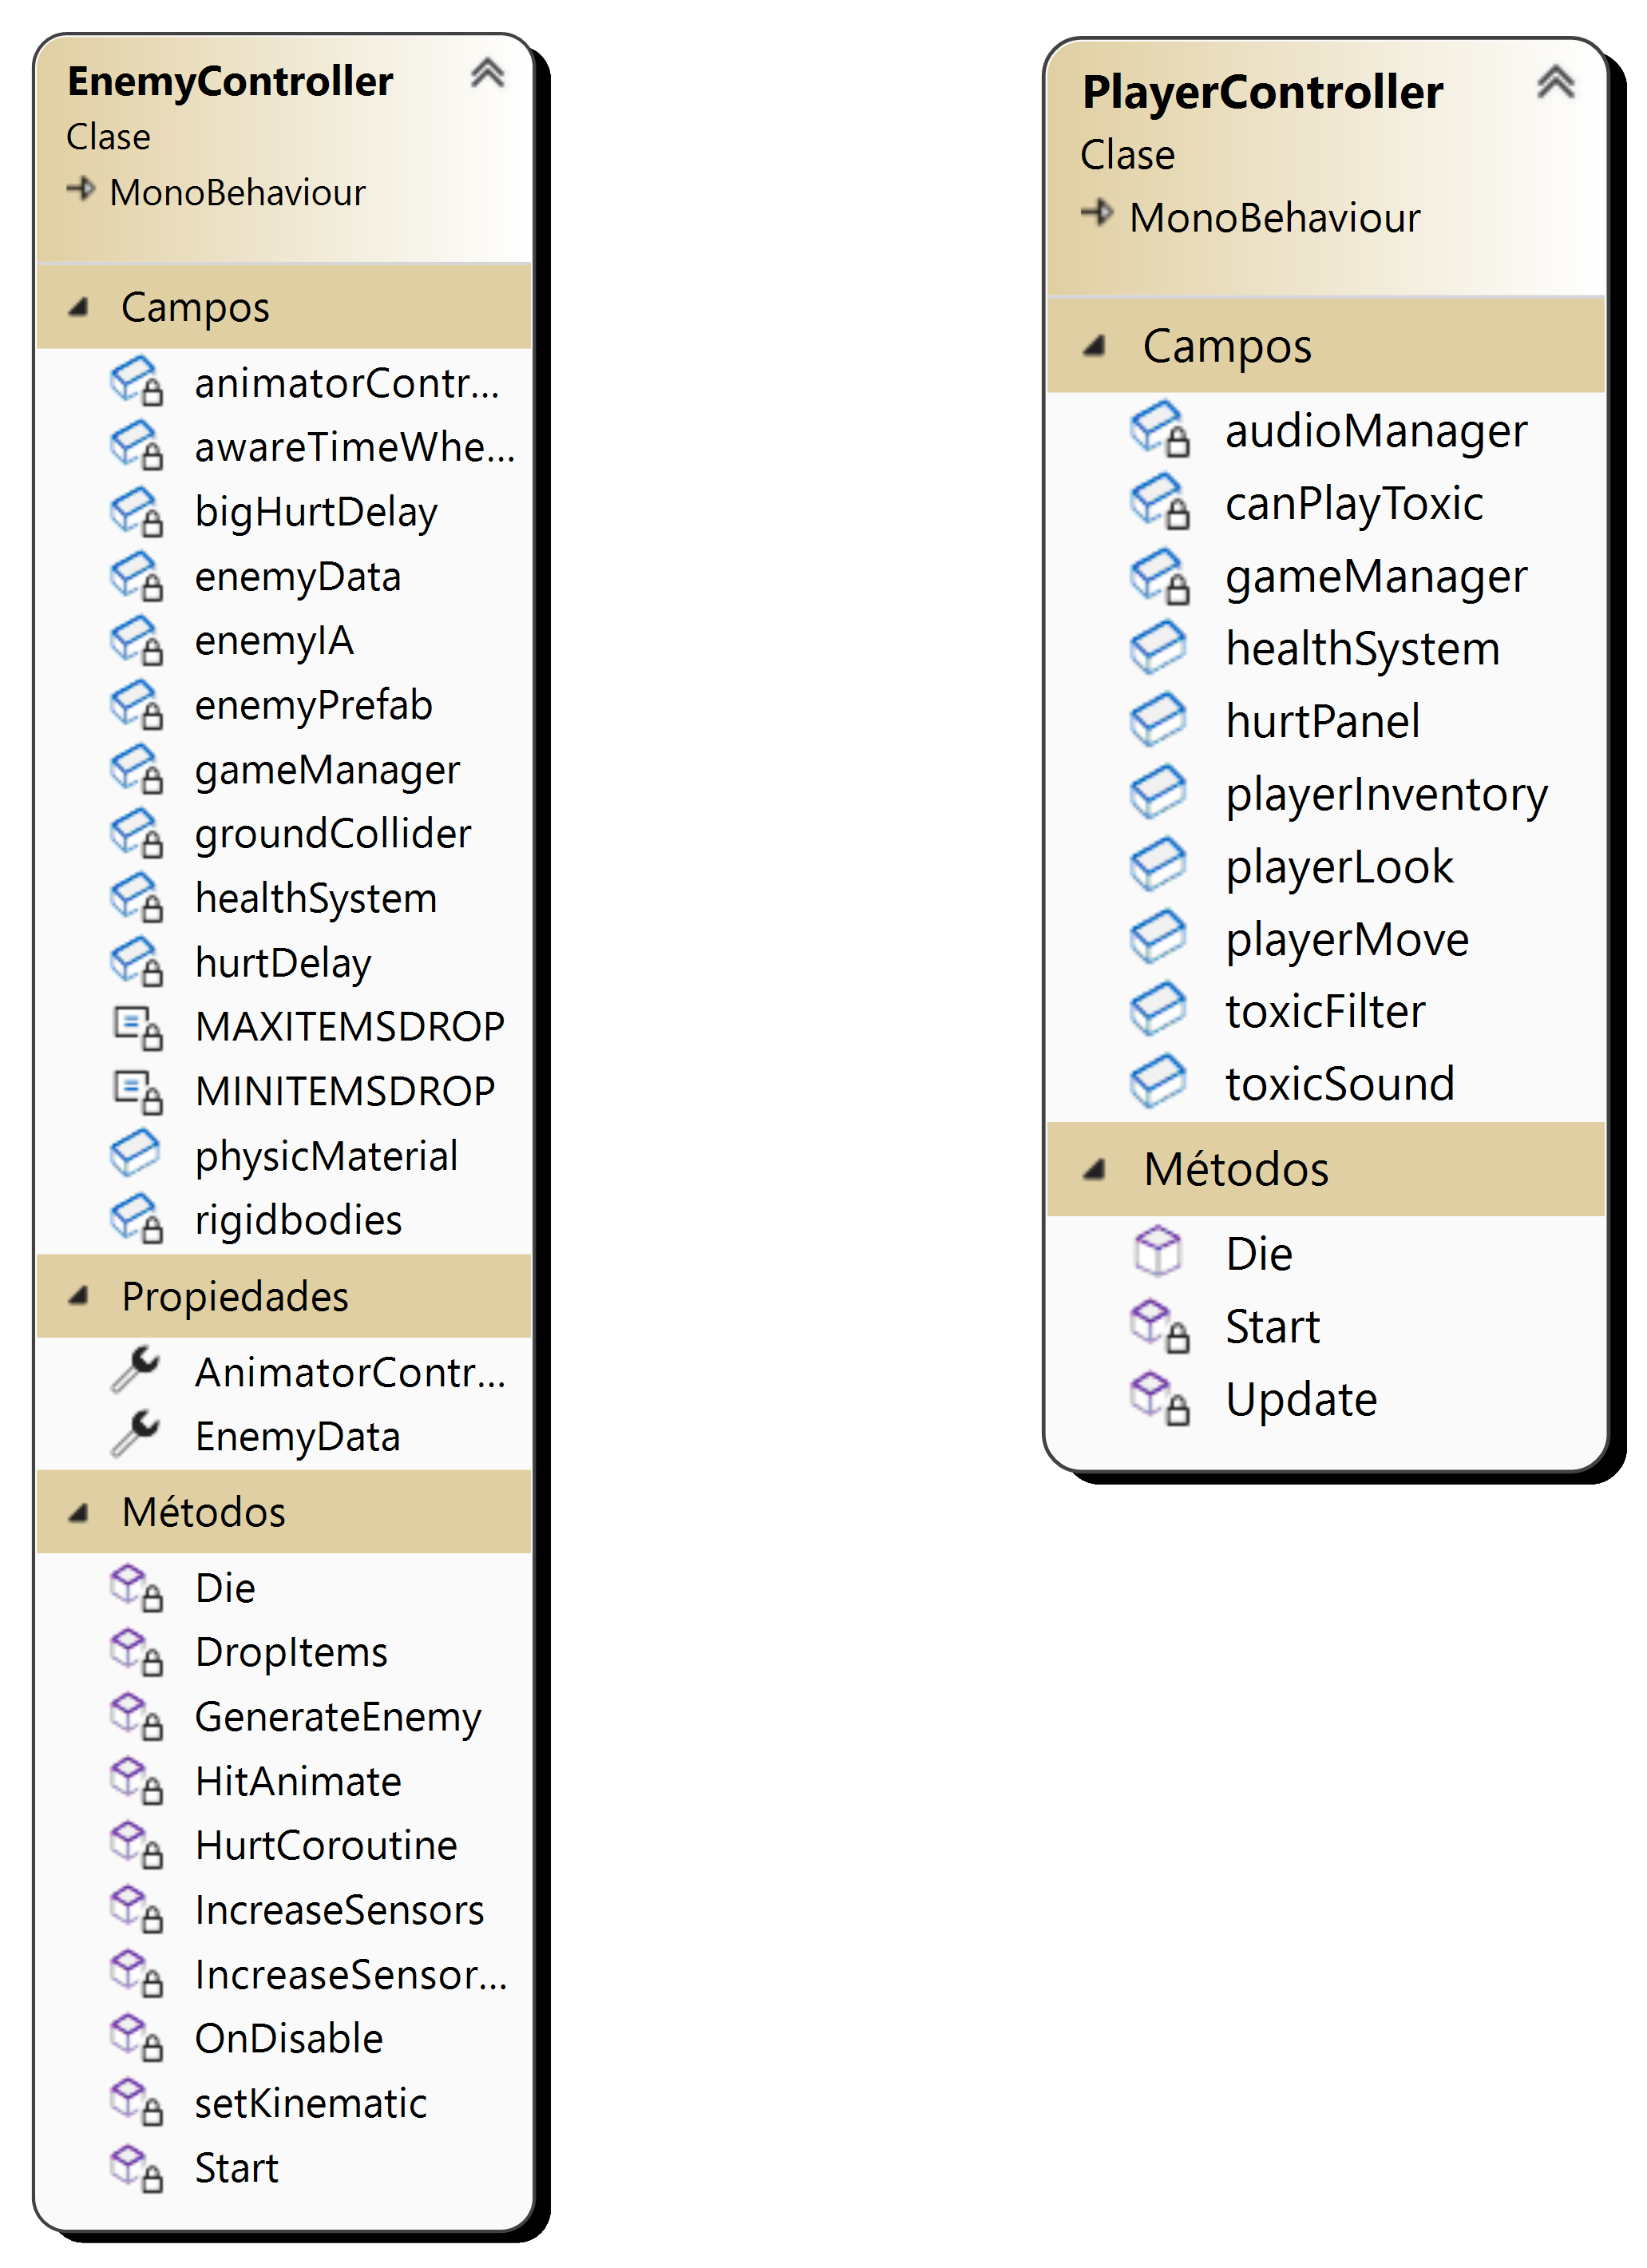 EnemyController
Clase
MonoBehaviour
Campos
animatorContr...
awareTimeWhe...
bigHurtDelay
enemyData
enemyIA
enemyPrefab
gameManager
groundCollider
healthSystem
hurtDelay
MAXITEMSDROP
MINITEMSDROP
physicMaterial
rigidbodies
Propiedades
AnimatorContr...
EnemyData
Métodos
Die
DropItems
GenerateEnemy
HitAnimate
HurtCoroutine
IncreaseSensors
IncreaseSensor...
OnDisable
setKinematic
Start
PlayerController
Clase
MonoBehaviour
Campos
audioManager
canPlayToxic
gameManager
healthSystem
hurtPanel
playerInventory
playerLook
playerMove
toxicFilter
toxicSound
Métodos
Die
Start
Update